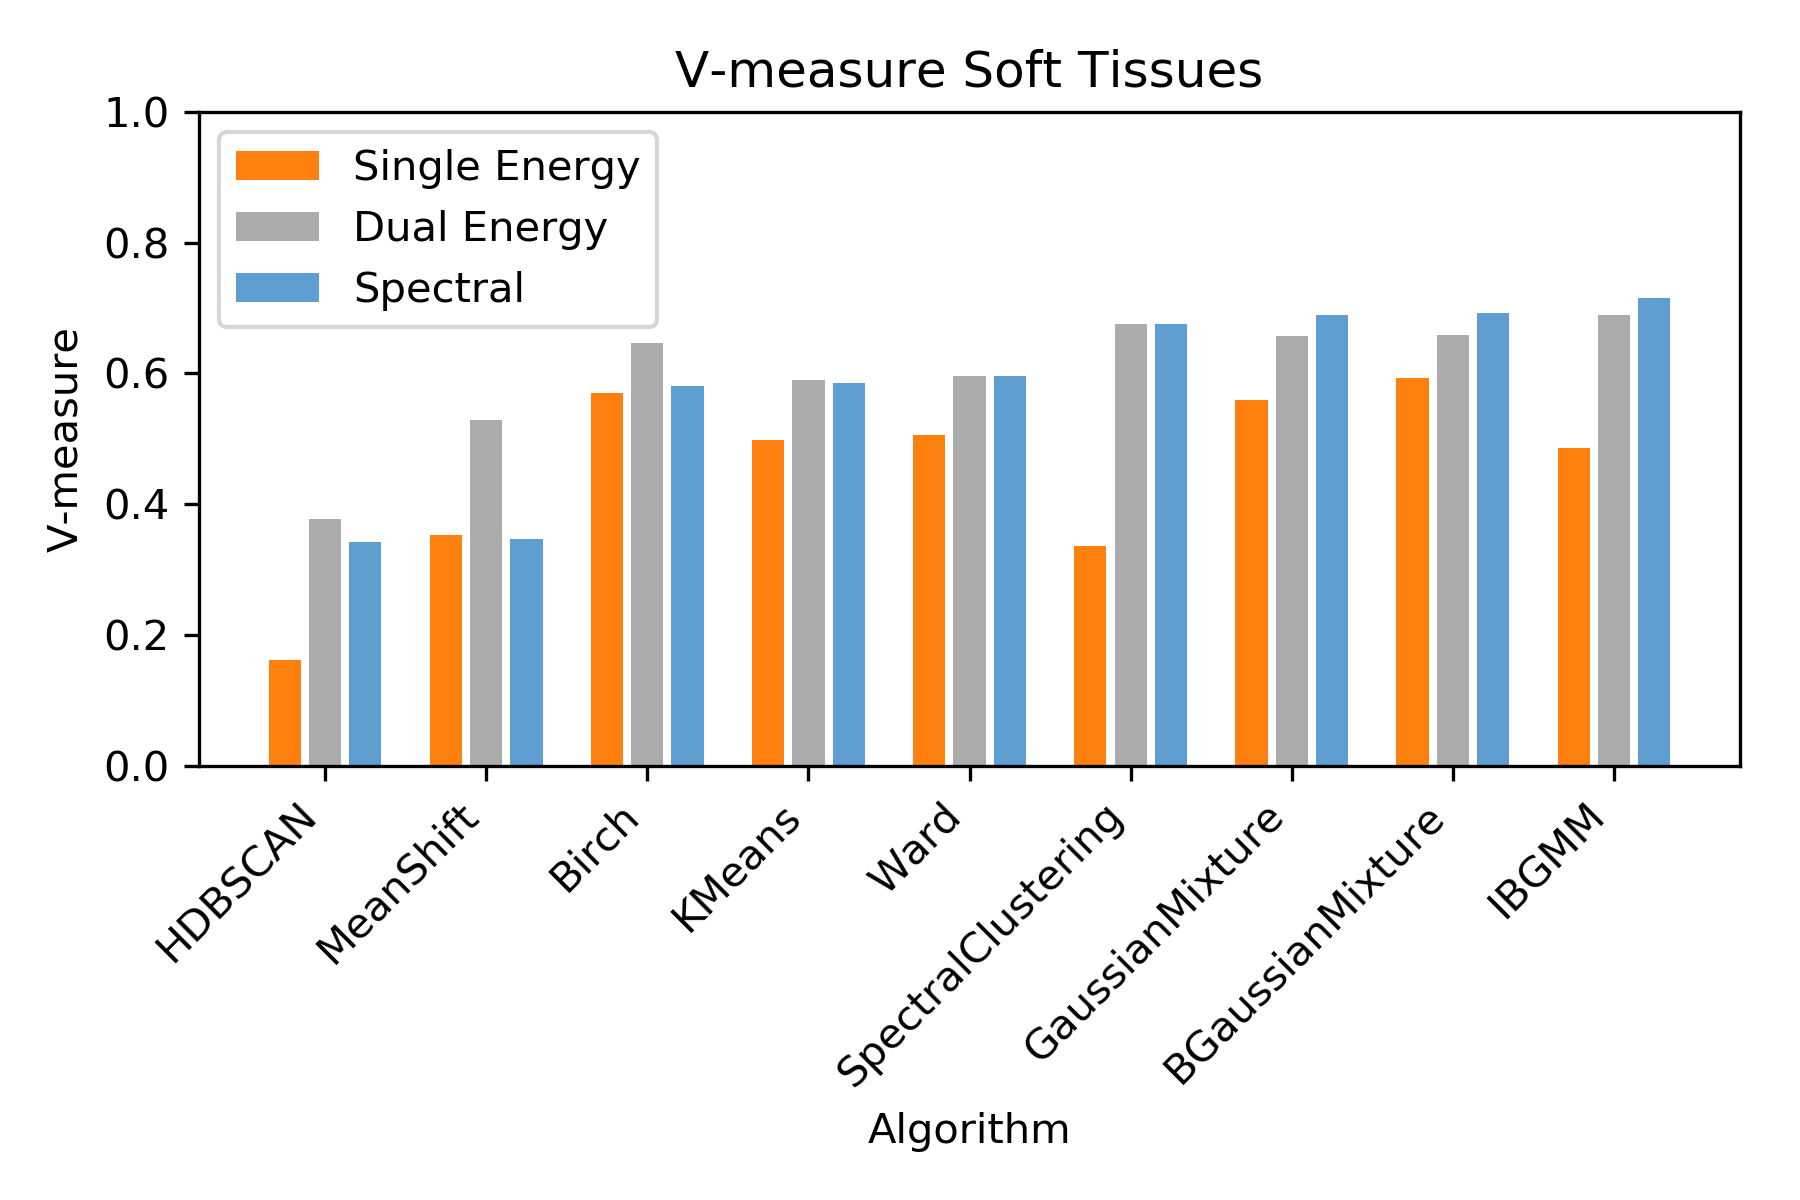 V-measure Soft Tissues
1.0
0.8
0.6
0.4
0.2
0.0
V-measure
Single Energy
Dual Energy
Spectral
HDBSCAN
MeanShift
Birch
KMeans
Ward
SpectralClustering
GaussianMixture
BGaussianMixture
IBGMM
Algorithm